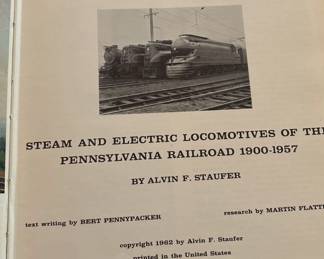 STEAM AND ELECTRIC LOCOMOTIVES OF THE
PENNSYLVANIA RAILROAD 1900-1957
BY ALVIN F. STAUFER
text writing by BERT PENNYPACKER
research by MARTIN FLATT
copyright 1962 by Alvin F. Staufer
printed in the United States